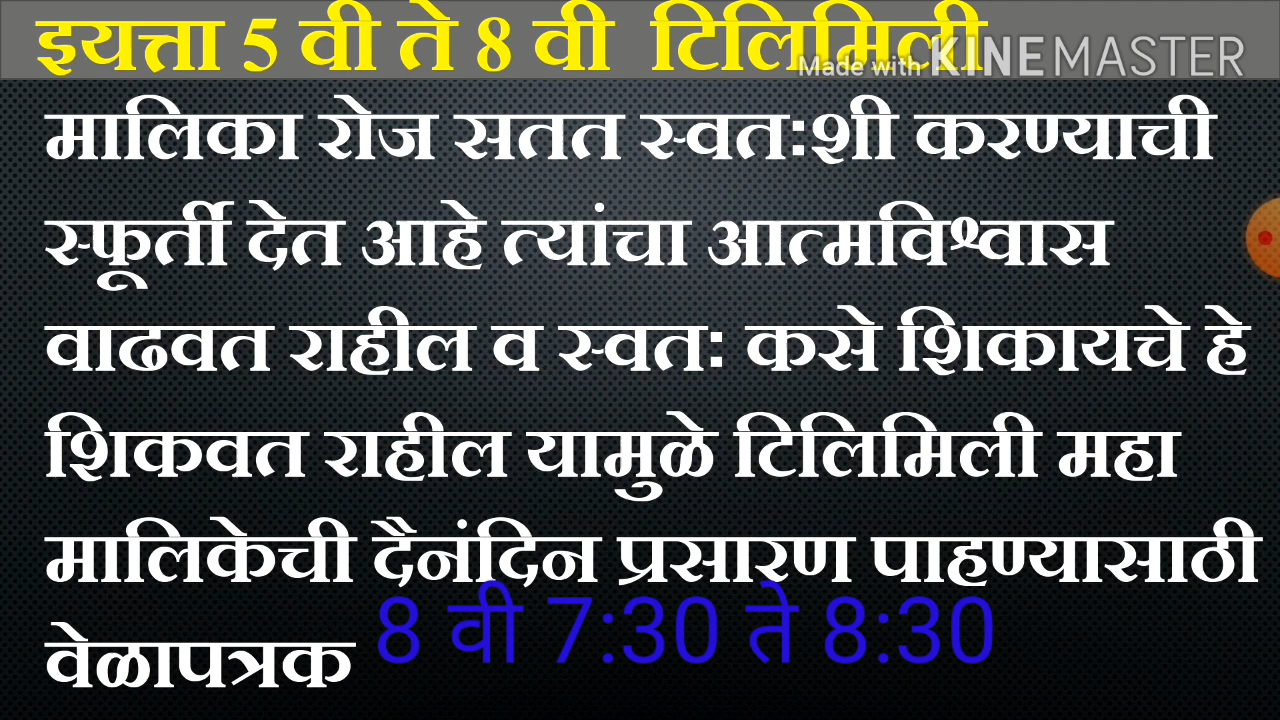 इयत्ता 5 वी ते 8 वी टिलिमिली
Made with KINEMASTER
मालिका रोज सतत स्वतःशी करण्याची
स्फूर्ती देत आहे त्यांचा आत्मविश्वास
वाढवत राहील व स्वतः कसे शिकायचे हे
शिकवत राहील यामुळे टिलिमिली महा
मालिकेची दैनंदिन प्रसारण पाहण्यासाठी
वेळापत्रक 8 वी 7:30 ते 8:30